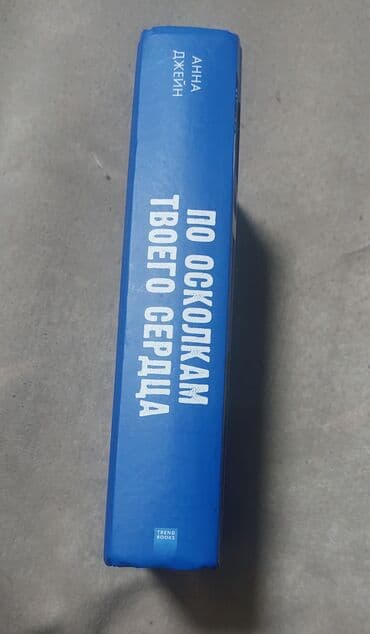 АННА
ДЖЕЙН
ПО ОСКОЛКАМ
ТВОЕГО СЕРДЦА
TREND
BOOKS